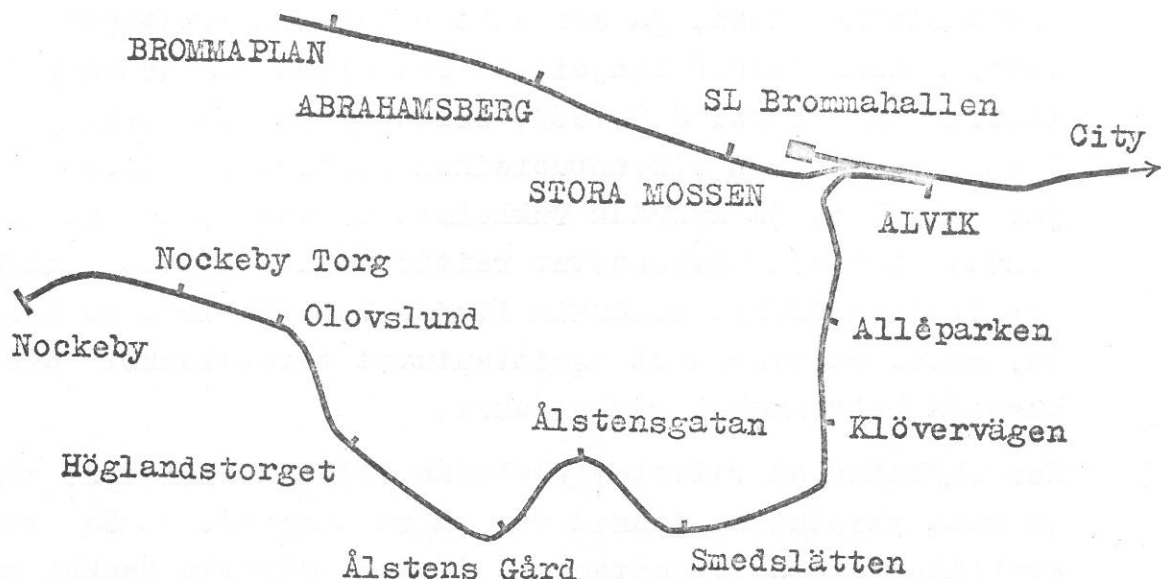 BROMMAPLAN
ABRAHAMSBERG
SL Brommahallen
City
STORA MOSSEN
ALVIK
Nockeby Torg
Olovslund
Nockeby
Alléparken
Ålstensgatan
Klövervägen
Höglandstorget
Ålstens Gård
Smedslätten